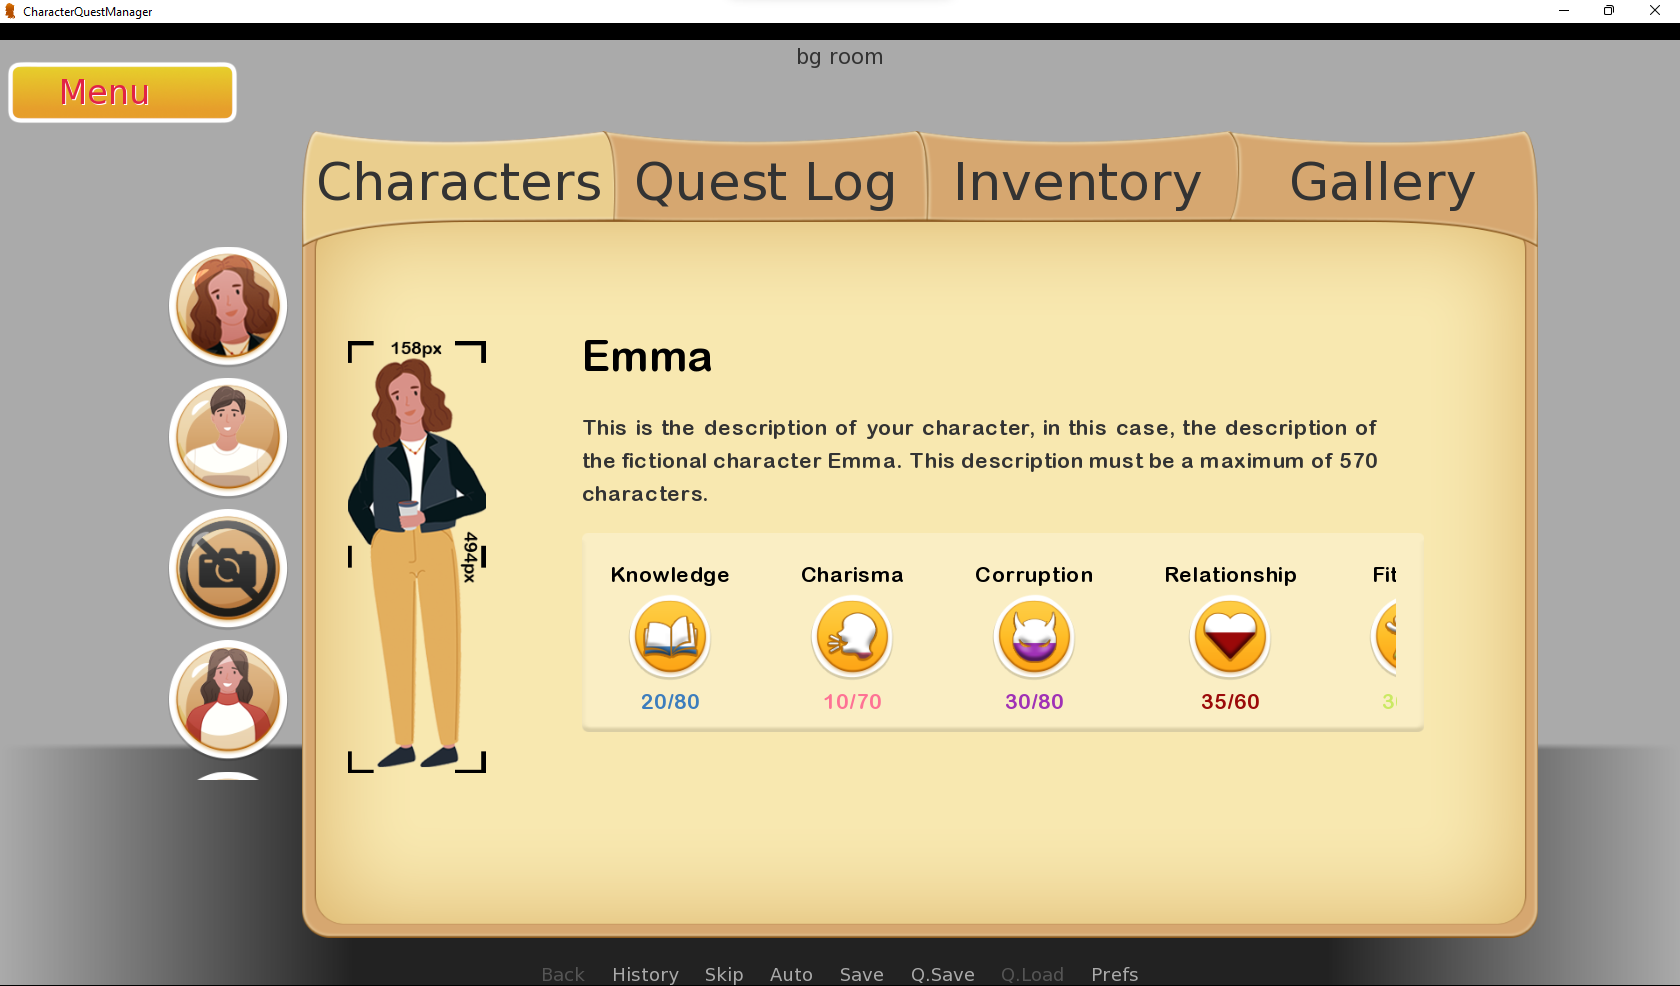 CharacterQuestManager
bg room
Menu
Characters Quest Log Inventory Gallery
158px
494px
Emma
This is the description of your character, in this case, the description of
the fictional character Emma. This description must be a maximum of 570
characters.
Knowledge Charisma Corruption Relationship Fit
20/80 10/70 30/80 35/60
Back History Skip Auto Save Q.Save Q.Load Prefs